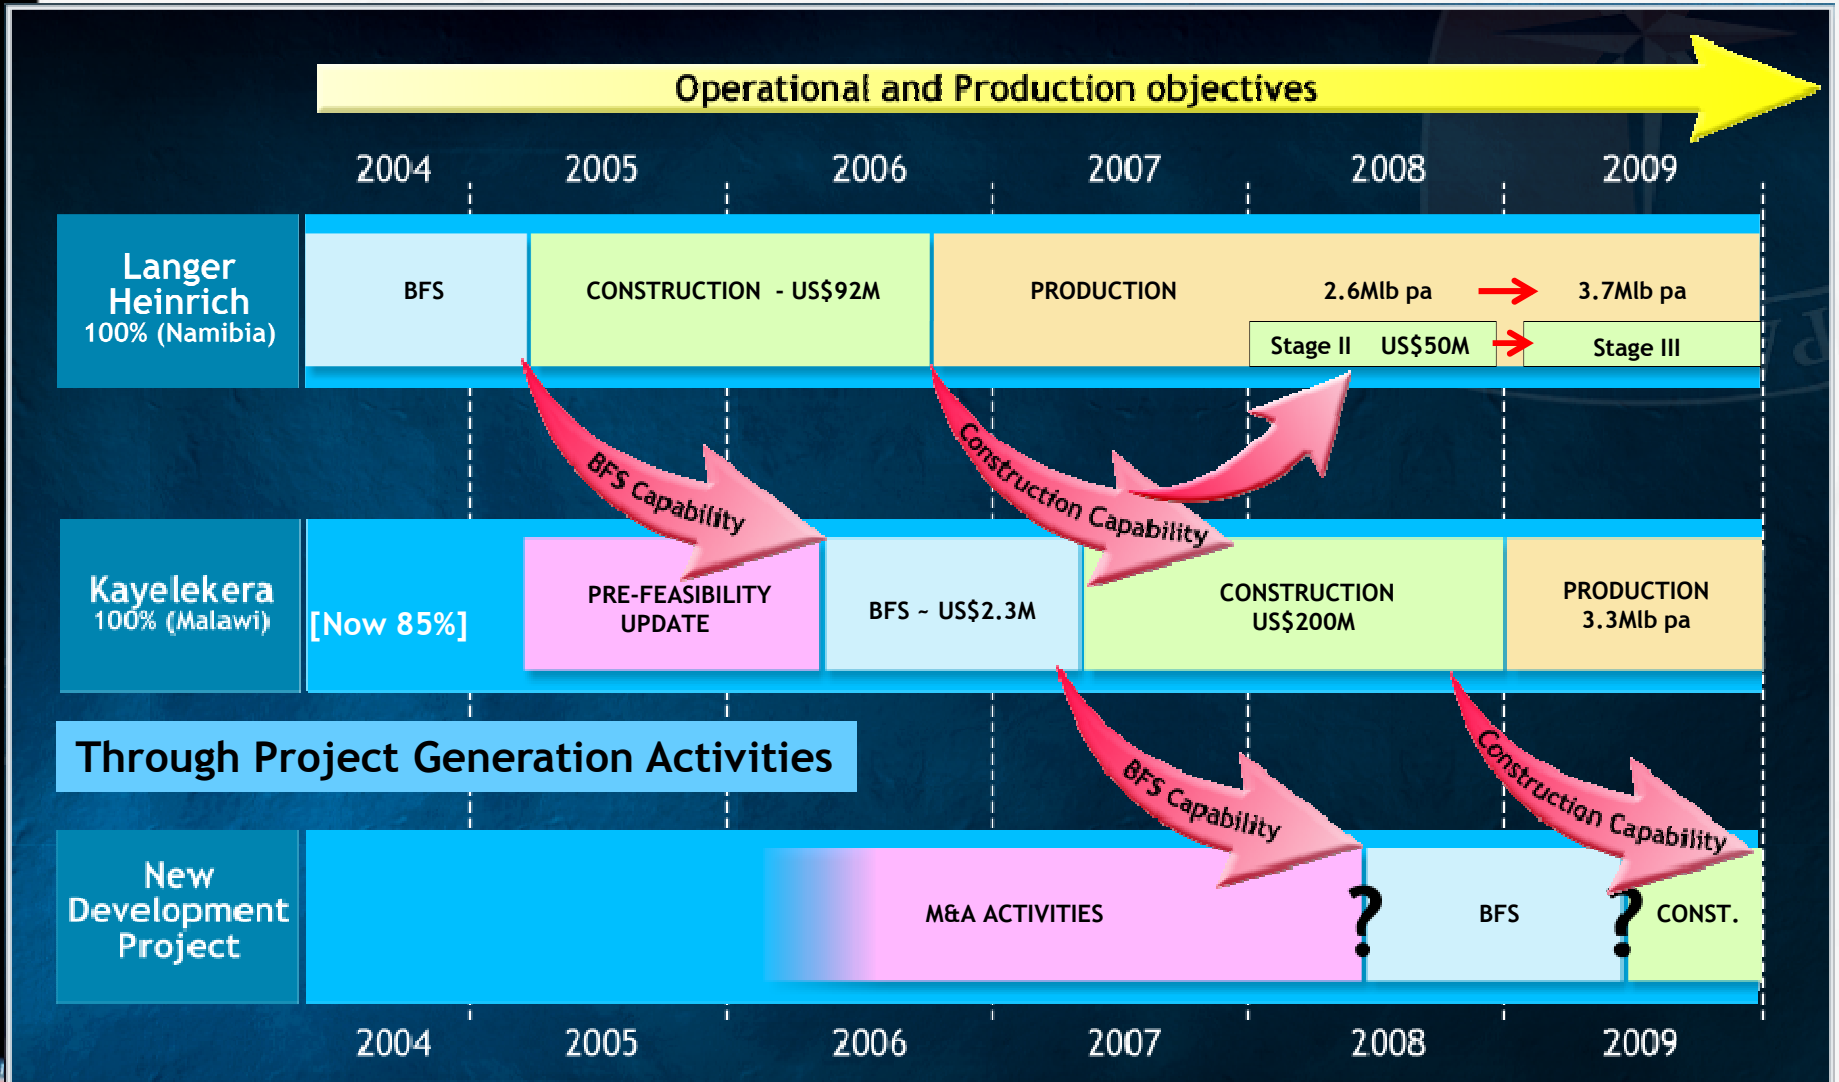 Operational and Production objectives
2004 2005 2006 2007 2008 2009
Langer
Heinrich
100% (Namibia)
BFS
CONSTRUCTION - US$92M
PRODUCTION
2.6Mlb pa
3.7Mlb pa
Stage II US$50M
Stage III
BFS Capability
Construction Capability
Kayelekera
100% (Malawi)
[Now 85%]
PRE-FEASIBILITY
UPDATE
BFS ~ US$2.3M
CONSTRUCTION
US$200M
PRODUCTION
3.3Mlb pa
Through Project Generation Activities
BFS Capability
Construction Capability
New
Development
Project
M&A ACTIVITIES
?
BFS
?
CONST.
2004 2005 2006 2007 2008 2009